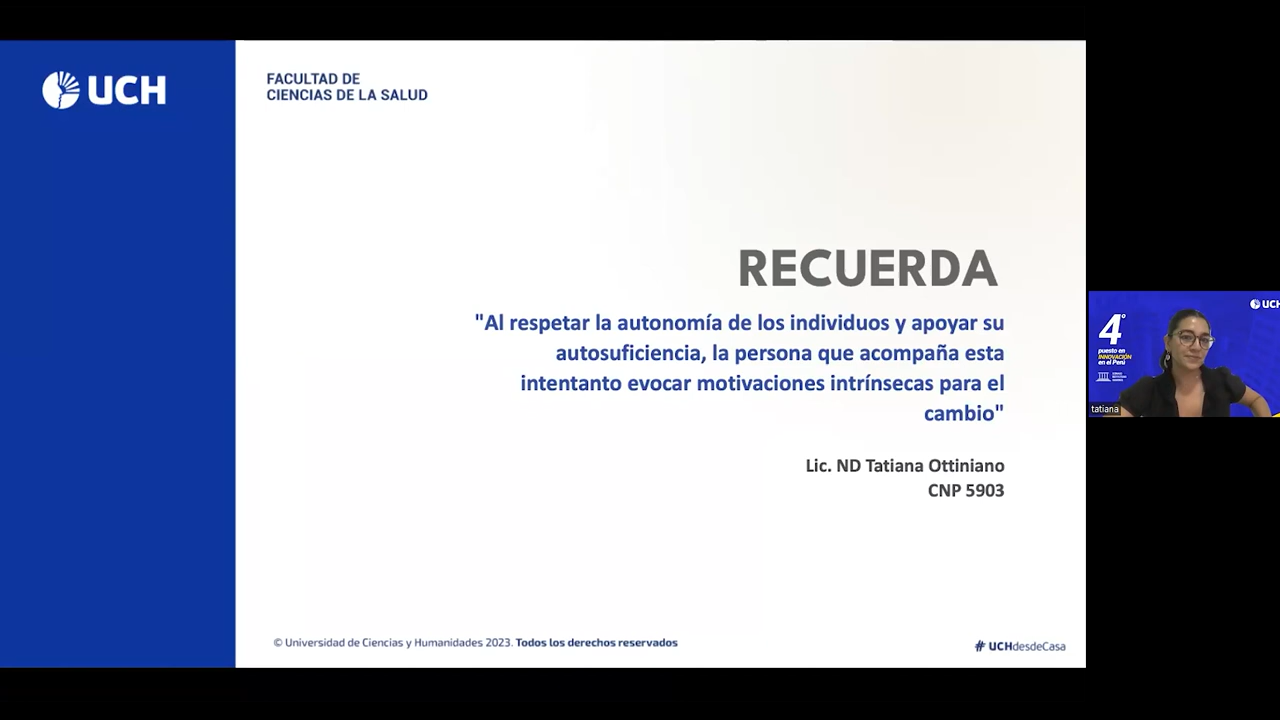 UCH
FACULTAD DE
CIENCIAS DE LA SALUD
RECUERDA
"Al respetar la autonomía de los individuos y apoyar su
autosuficiencia, la persona que acompaña esta
intentanto evocar motivaciones intrínsecas para el
cambio"
Lic. ND Tatiana Ottiniano
CNP 5903
© Universidad de Ciencias y Humanidades 2023. Todos los derechos reservados
# UCHdesdeCasa
UCH
4°
puesto en
INNOVACIÓN
en el Perú
tatiana